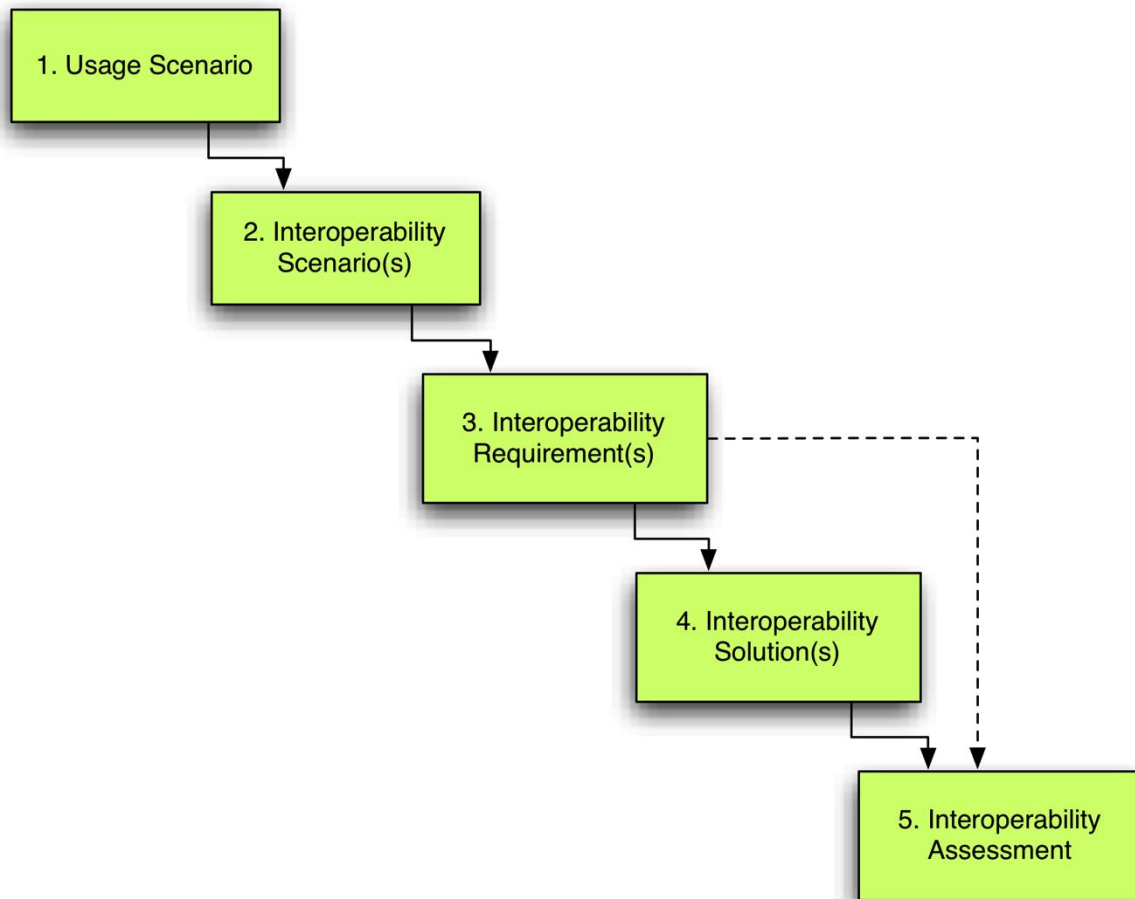 1. Usage Scenario
2. Interoperability
Scenario(s)
3. Interoperability
Requirement(s)
4. Interoperability
Solution(s)
5. Interoperability
Assessment